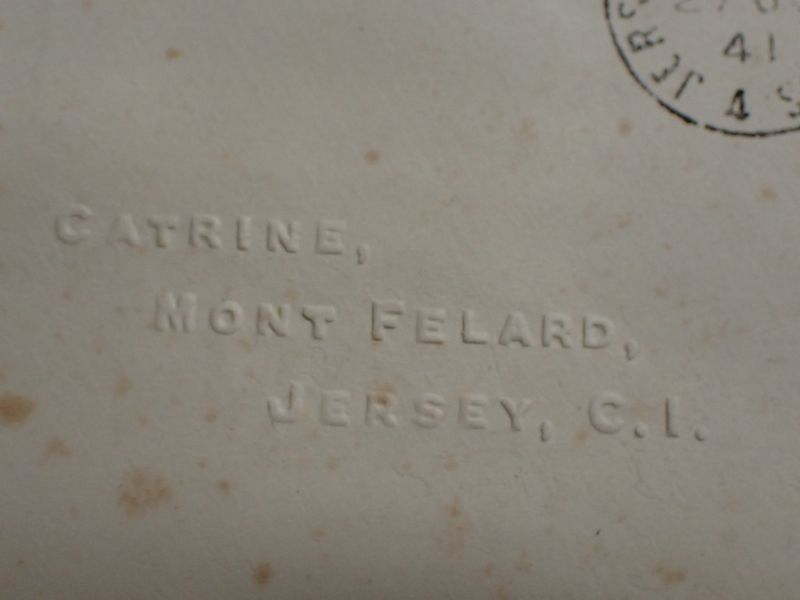 41
4
CATRINE,
MONT FELARD,
JERSEY, C.I.